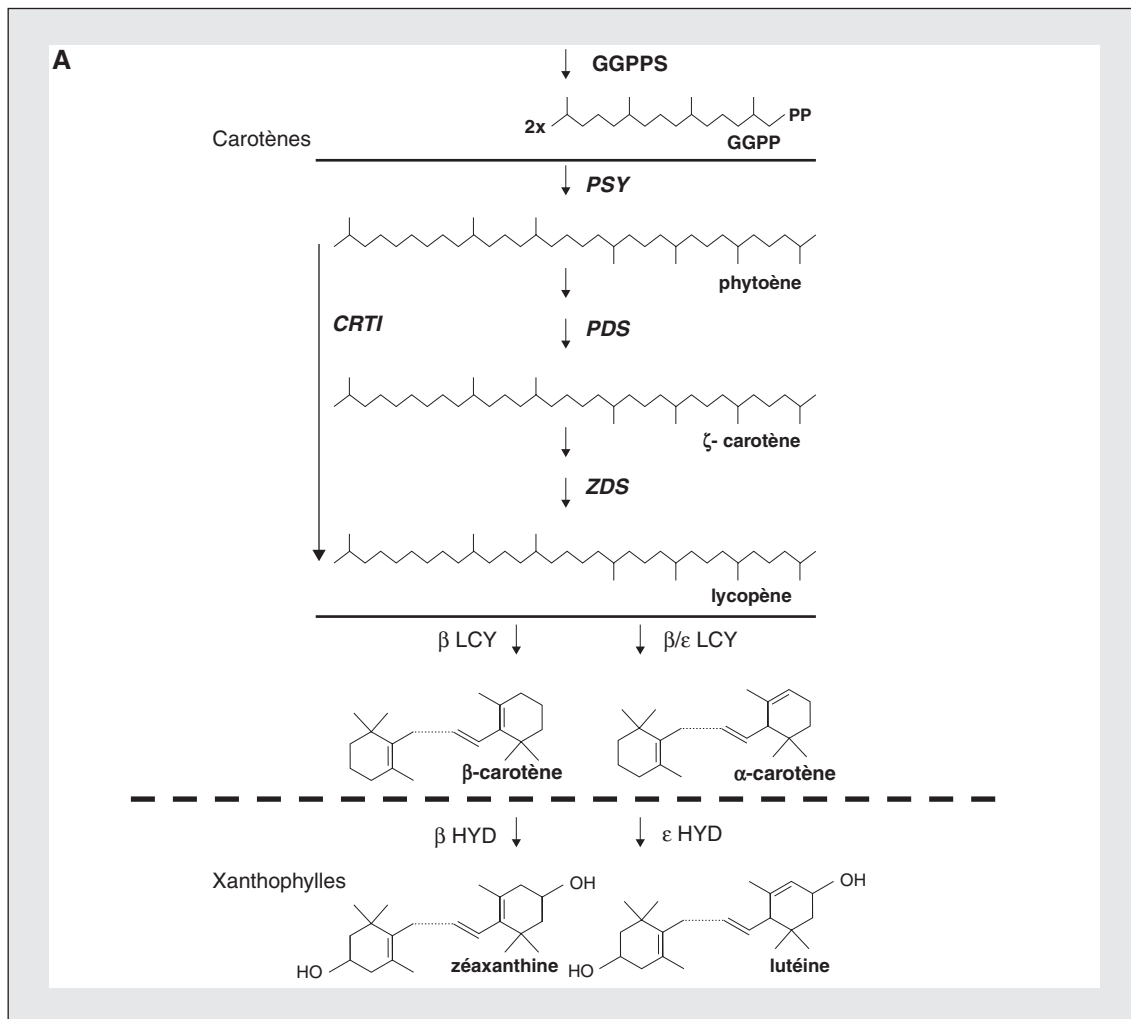 A
GGPPS
2x
PP
GGPP
Carotènes
PSY
phytoène
CRTI
PDS
ζ- carotène
ZDS
lycopène
β LCY
β/ε LCY
β-carotène
α-carotène
β HYD
ε HYD
Xanthophylles
OH
OH
zéaxanthine
lutéine
HO
HO